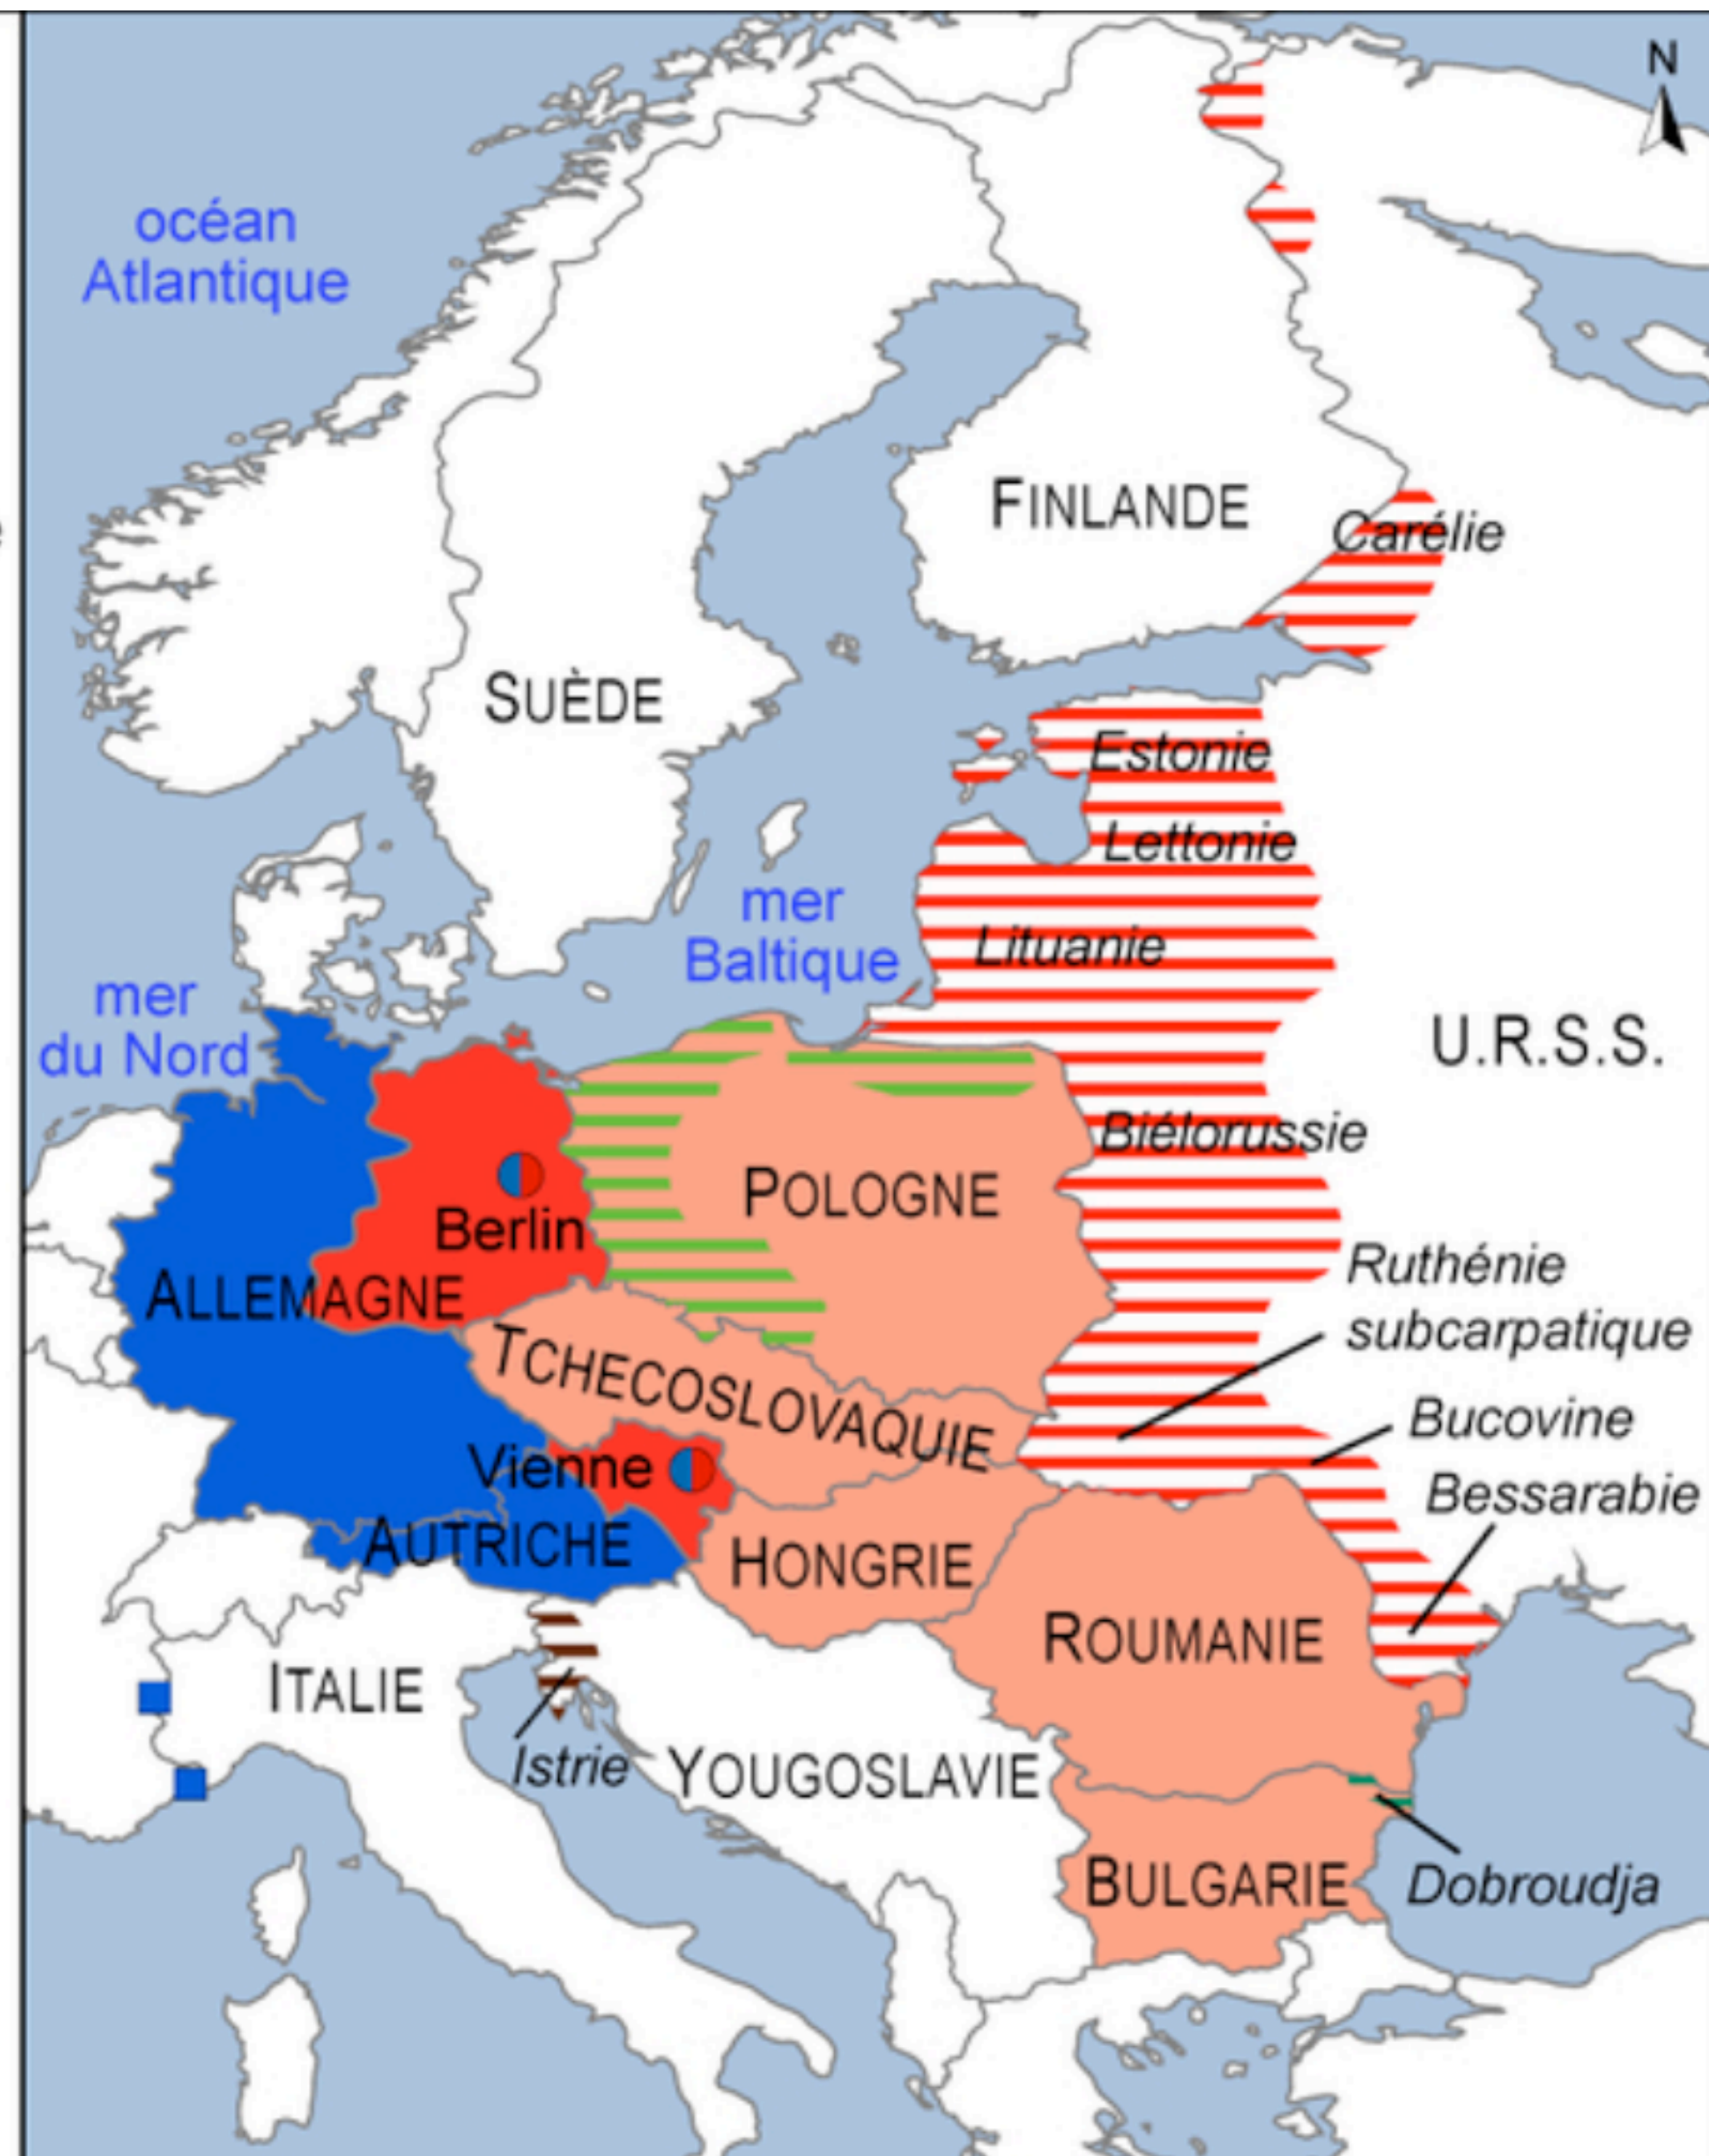 N
océan
Atlantique
FINLANDE
Carélie
SUÈDE
Estonie
Lettonie
mer
Baltique
Lituanie
mer
du Nord
U.R.S.S.
Biélorussie
POLOGNE
Berlin
ALLEMAGNE
Ruthénie
subcarpatique
TCHECOSLOVAQUIE
Bucovine
Vienne
Bessarabie
AUTRICHE
HONGRIE
ROUMANIE
ITALIE
Istrie
YOUGOSLAVIE
BULGARIE
Dobroudja